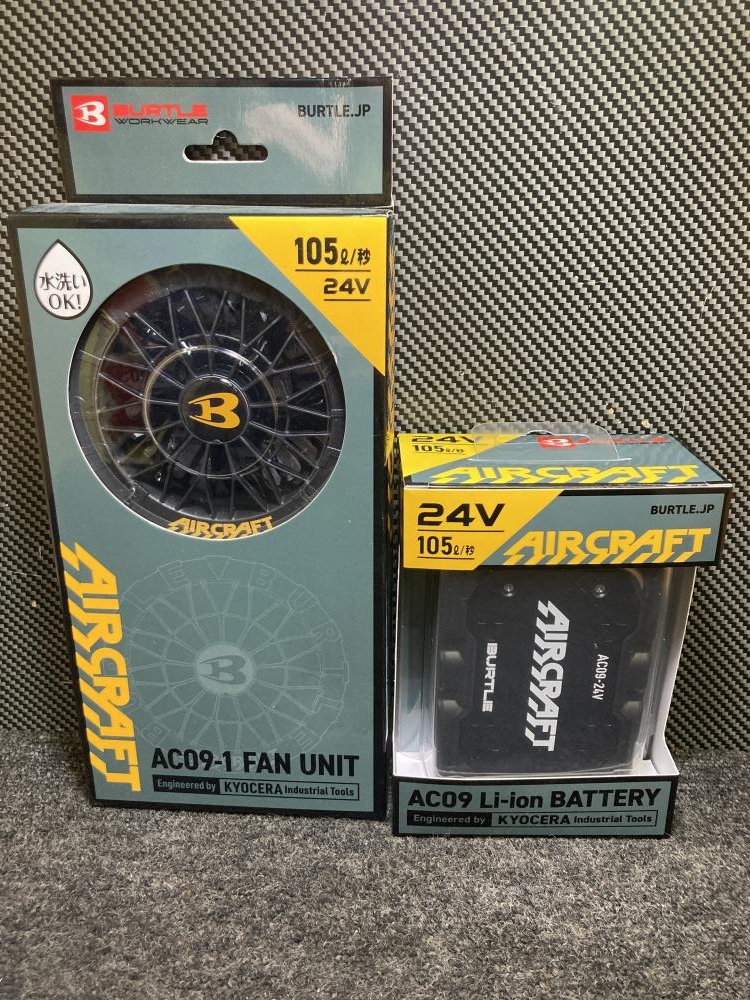 BURTLE
WORKWEAR
BURTLE.JP
水洗い
OK!
105ℓ/秒
24V
B
AIRCRAFT
AIRCRAFT
B
AC09-1 FAN UNIT
Engineered by KYOCERA Industrial Tools
24V
105ℓ/秒
BURTLE
AIRCRAFT
24V
105ℓ/秒
BURTLE.JP
AIRCRAFT
BURTLE
AIRCRAFT
AC09-24V
AC09 Li-ion BATTERY
Engineered by KYOCERA Industrial Tools